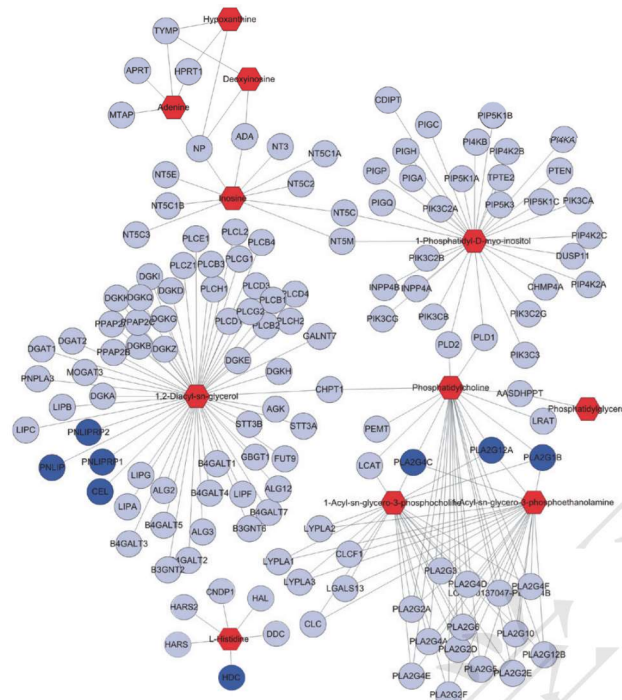 Hypoxanthine
TYMP
APRT
HPRT1
Deoxyinosine
MTAP
Adenine
NP
ADA
NT3
NT5C1A
NT5E
NT5C2
NT5C1B
Inosine
NT5C
NT5C3
NT5M
CDIPT
PIGC
PIP5K1B
PIGH
PI4KB
PIP4K2B
PI4KA
PIGP
PIGA
PIP5K1A
TPTE2
PTEN
PIGQ
PIK3C2A
PIP5K3
PIP5K1C
PIK3CA
1-Phosphatidyl-D-myo-inositol
PIP4K2C
PIK3C2B
DUSP11
INPP4B
INPP4A
CHMP4A
PIP4K2A
PIK3CG
PIK3CB
PIK3C2G
PLD2
PLD1
PIK3C3
PLCL2
PLCE1
PLCB4
PLCZ1
PLCB3
PLCG1
DGKI
DGKD
PLCH1
PLCD3
PLCD4
DGKH
DGKQ
PLCB1
PPAP2C
DGKG
PLCG2
PLCD1
PLCB2
PLCH2
DGKB
GALNT7
DGAT1
DGAT2
PPAP2B
DGKZ
DGKE
PNPLA3
MOGAT3
DGKH
DGKA
1,2-Diacyl-sn-glycerol
CHPT1
Phosphatidylcholine
AASDHPPT
LIPB
AGK
LIPC
STT3B
STT3A
PNLIPRP2
PNLIP
PNLIPRP1
GBGT1
FUT9
CEL
LIPG
B4GALT1
ALG2
B4GALT4
LIPF
ALG12
LIPA
B4GALT7
B4GALT5
ALG3
B3GNT6
B4GALT3
B3GNT2
LRAT
PEMT
LCAT
PLA2G4C
PLA2G12A
PLA2G1B
1-Acyl-sn-glycero-3-phosphocholine
LYPLA2
CLCF1
LYPLA1
LYPLA3
LGALS13
CLC
PLA2G3
PLA2G4D
PLA2G4F
PLA2G2A
PLA2G6
PLA2G4A
PLA2G2D
PLA2G10
PLA2G12B
PLA2G5
PLA2G4E
PLA2G2E
PLA2G2F
CNDP1
HAL
HARS2
HARS
L-Histidine
DDC
HDC